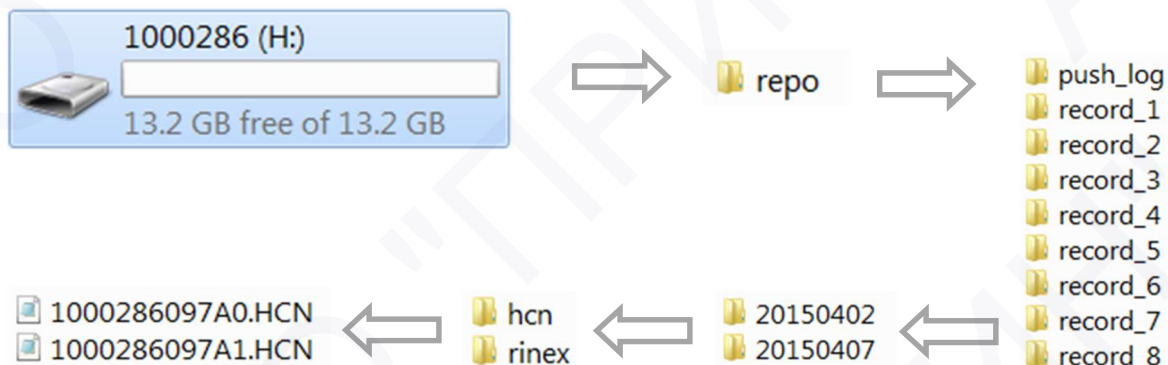 1000286 (H:)
13.2 GB free of 13.2 GB
repo
push_log
record_1
record_2
record_3
record_4
record_5
record_6
record_7
record_8
20150402
20150407
hcn
rinex
1000286097A0.HCN
1000286097A1.HCN